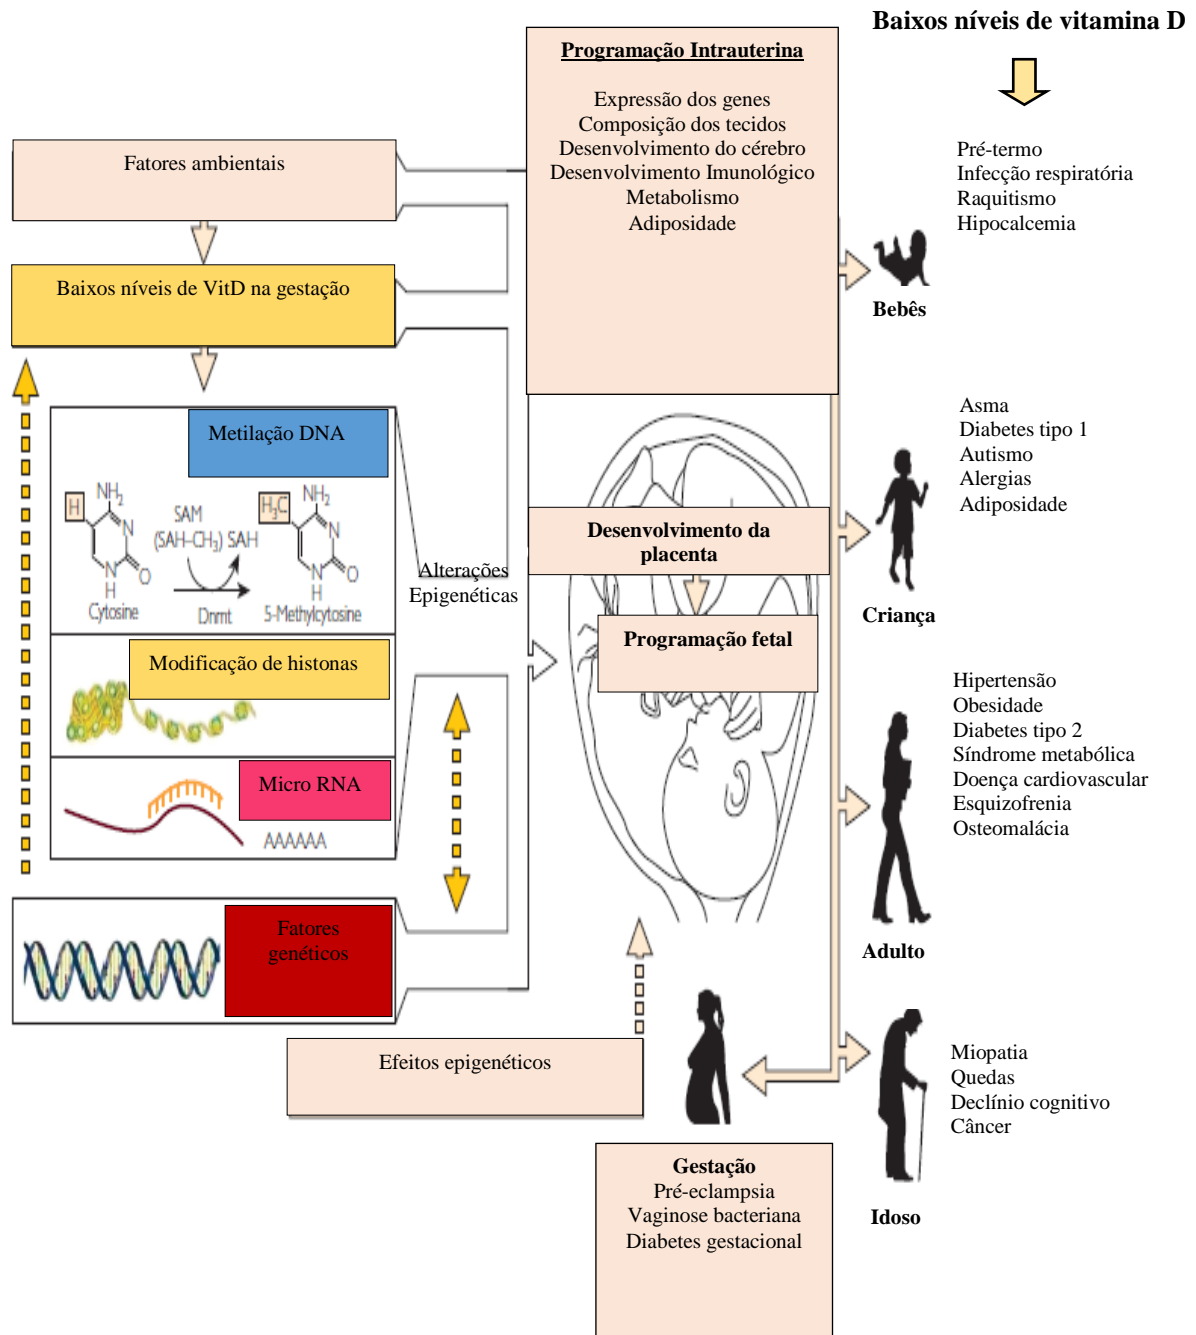 Baixos níveis de vitamina D
Programação Intrauterina
Expressão dos genes
Composição dos tecidos
Desenvolvimento do cérebro
Desenvolvimento Imunológico
Metabolismo
Adiposidade
Fatores ambientais
Baixos níveis de VitD na gestação
Metilação DNA
H
NH2
N
O
N
H
Cytosine
SAM
(SAH–CH3) SAH
Dnmt
H3C
NH2
N
O
N
H
5-Methylcytosine
Alterações
Epigenéticas
Modificação de histonas
Micro RNA
AAAAAA
Fatores
genéticos
Efeitos epigenéticos
Desenvolvimento da
placenta
Programação fetal
Gestação
Pré-eclampsia
Vaginose bacteriana
Diabetes gestacional
Pré-termo
Infecção respiratória
Raquitismo
Hipocalcemia
Bebês
Asma
Diabetes tipo 1
Autismo
Alergias
Adiposidade
Criança
Hipertensão
Obesidade
Diabetes tipo 2
Síndrome metabólica
Doença cardiovascular
Esquizofrenia
Osteomalácia
Adulto
Miopatia
Quedas
Declínio cognitivo
Câncer
Idoso